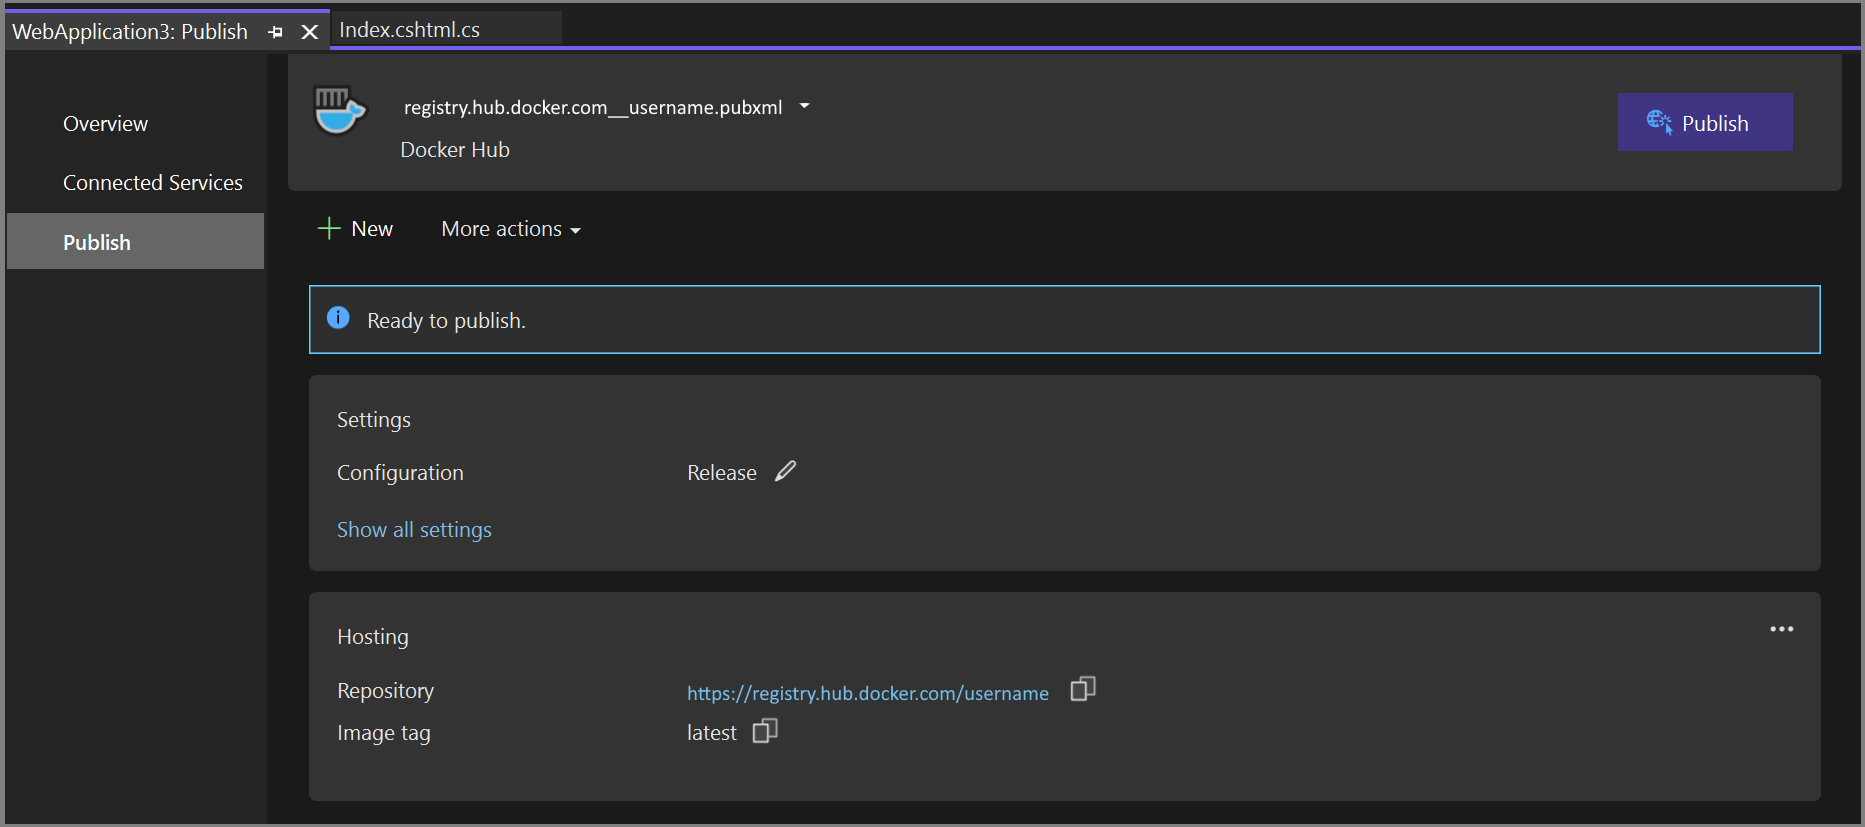 WebApplication3: Publish
Index.cshtml.cs
Overview
Connected Services
Publish
registry.hub.docker.com__username.pubxml
Docker Hub
Publish
New
More actions
Ready to publish.
Settings
Configuration Release
Show all settings
Hosting
Repository https://registry.hub.docker.com/username
Image tag latest